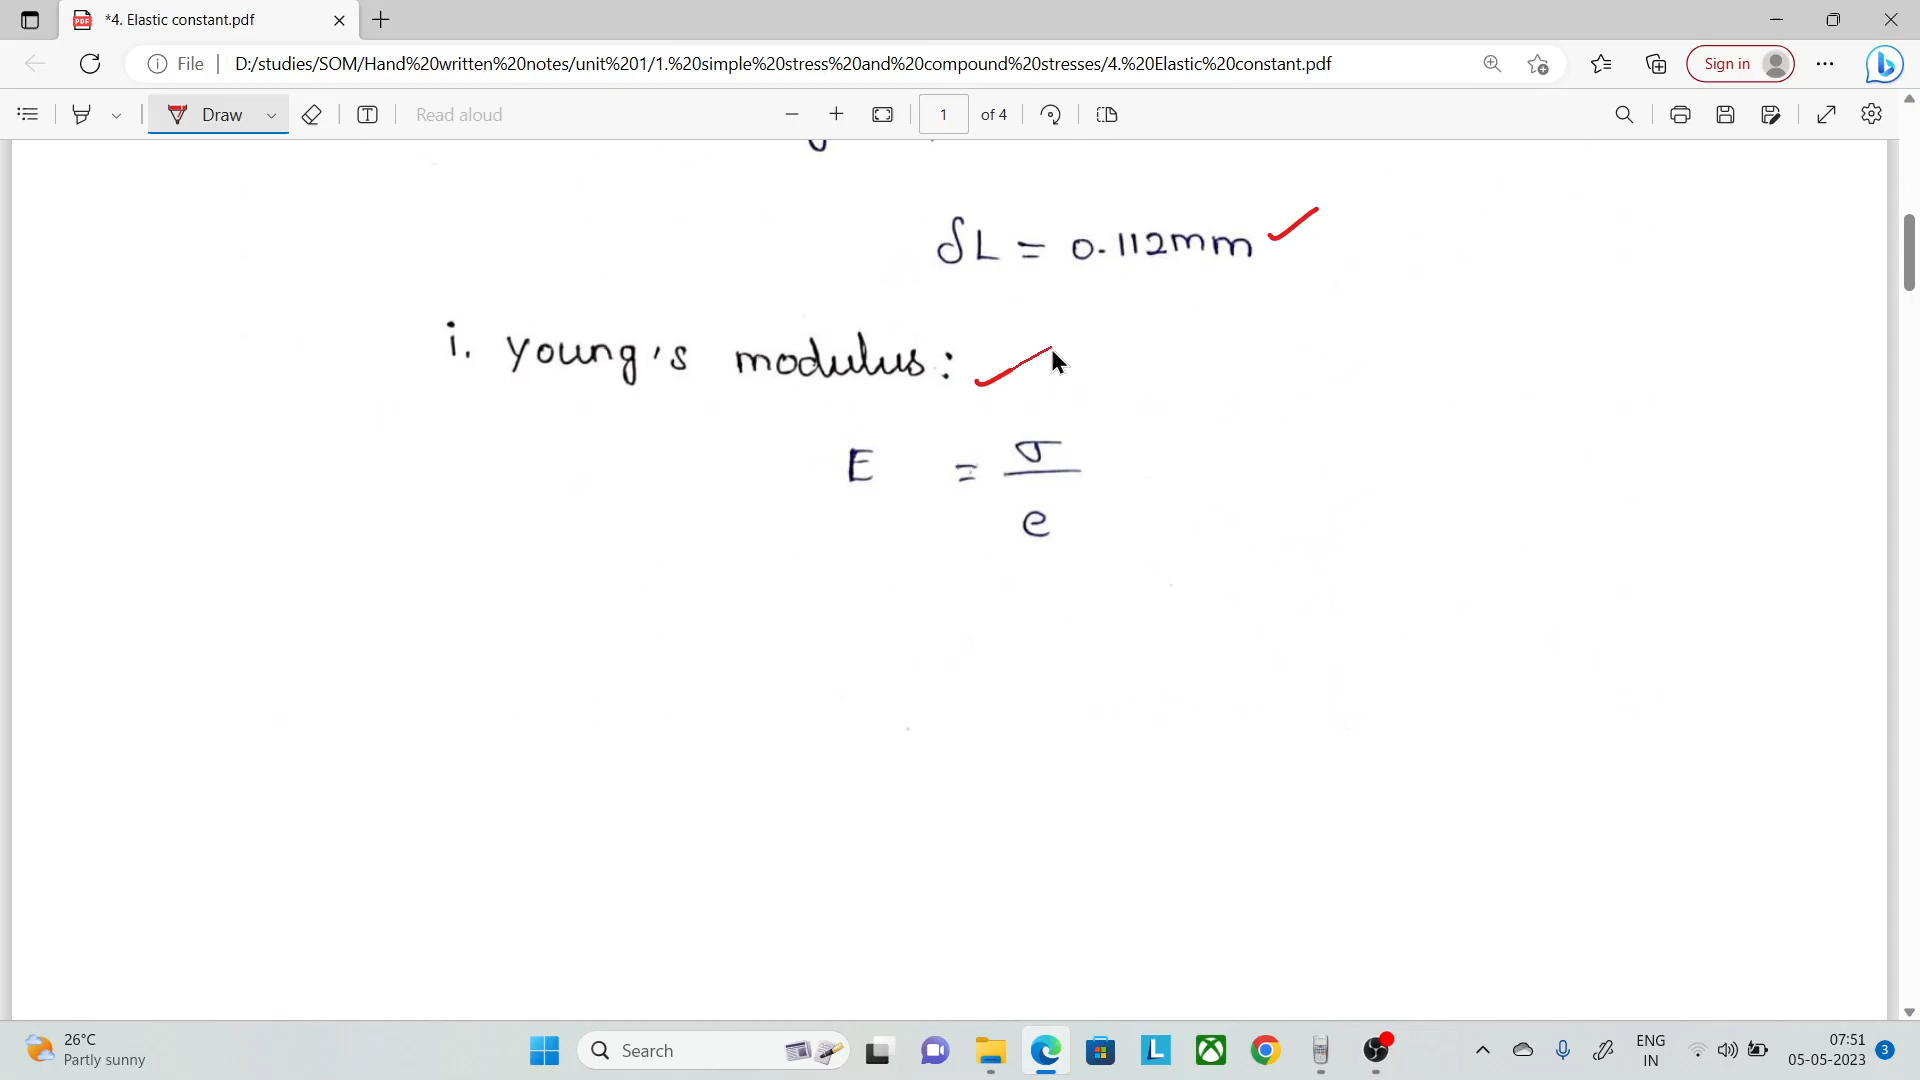 *4. Elastic constant.pdf
File
D:/studies/SOM/Hand%20written%20notes/unit%201/1.%20simple%20stress%20and%20compound%20stresses/4.%20Elastic%20constant.pdf
Sign in
Draw
Read aloud
1 of 4
δL = 0.112mm
i. young's modulus:
E = σ
e
26°C
Partly sunny
Search
L
ENG
IN
07:51
05-05-2023
3